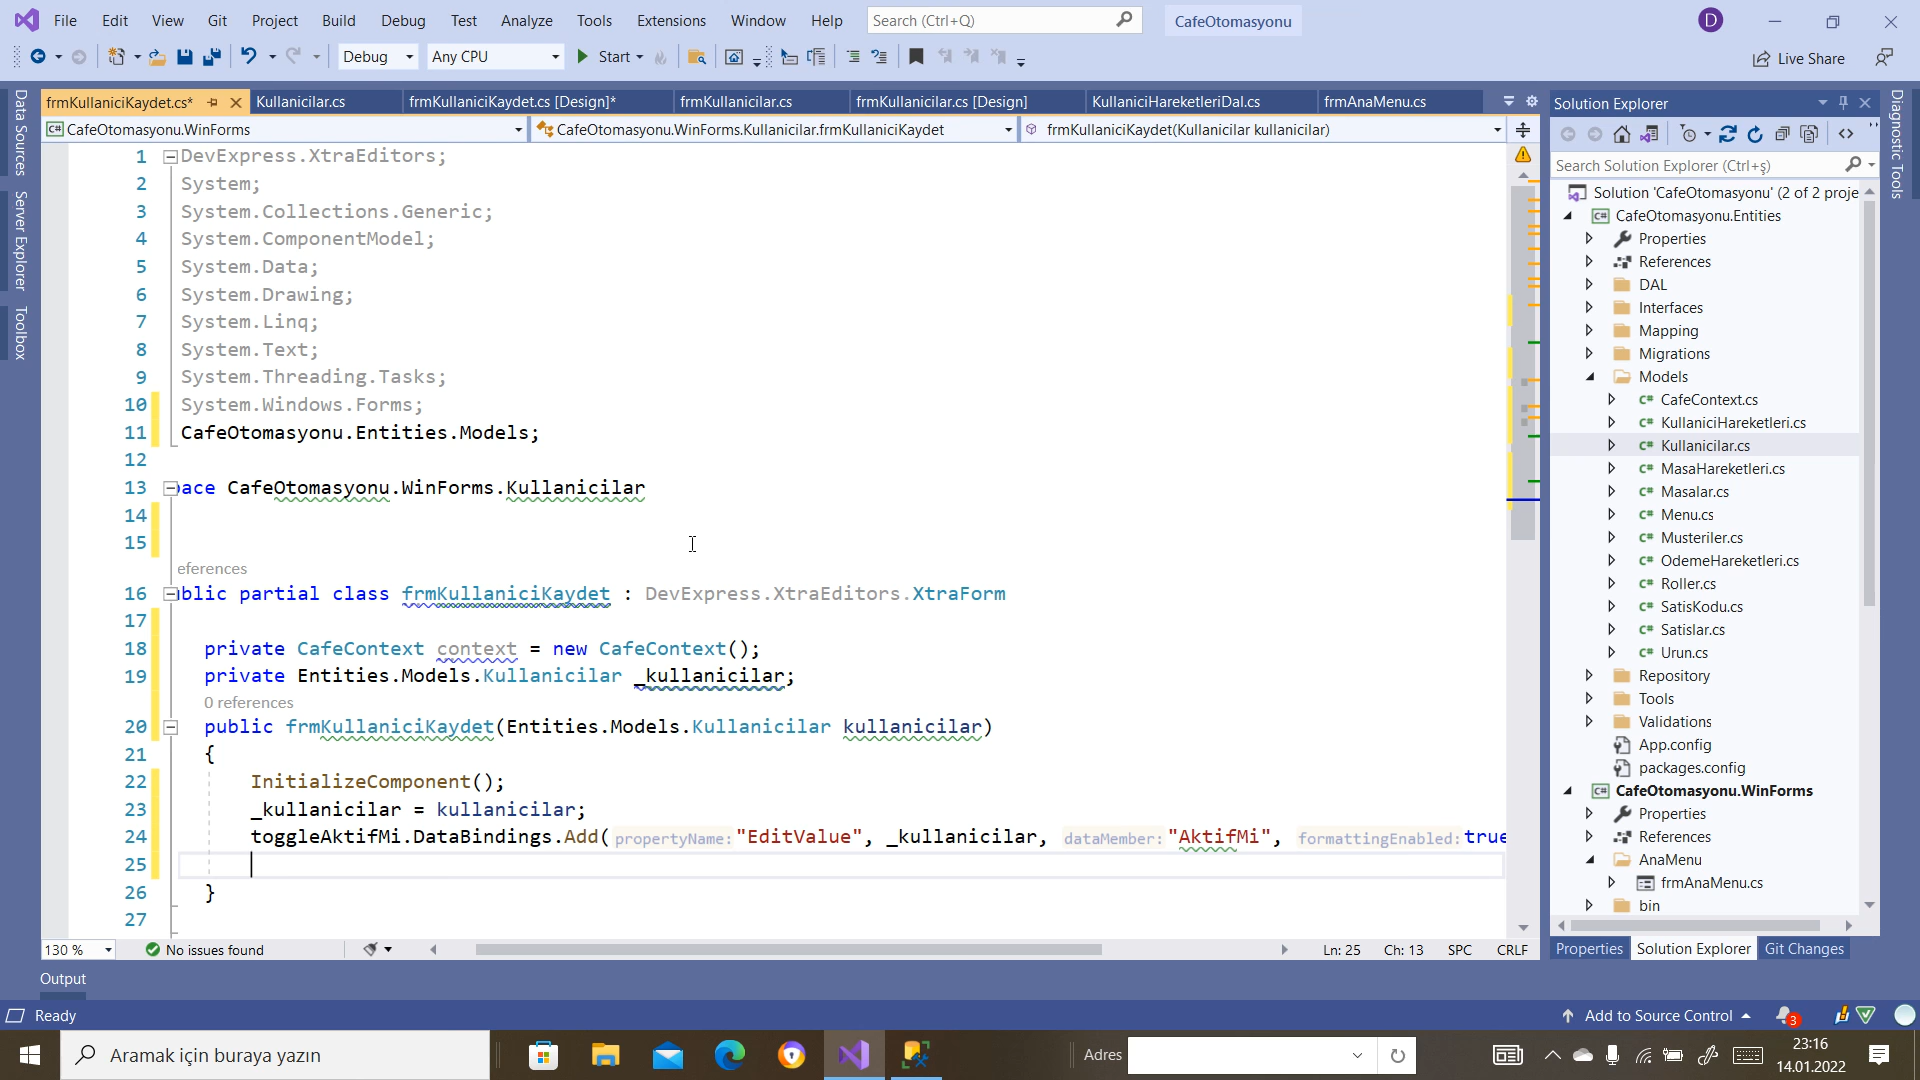 File Edit View Git Project Build Debug Test Analyze Tools Extensions Window Help Search (Ctrl+Q) CafeOtomasyonu D
Debug Any CPU Start Live Share
frmKullaniciKaydet.cs* Kullanicilar.cs frmKullaniciKaydet.cs [Design]* frmKullanicilar.cs frmKullanicilar.cs [Design] KullaniciHareketleriDal.cs frmAnaMenu.cs
C# CafeOtomasyonu.WinForms CafeOtomasyonu.WinForms.Kullanicilar.frmKullaniciKaydet frmKullaniciKaydet(Kullanicilar kullanicilar)
Data Sources
Server Explorer
Toolbox
1 DevExpress.XtraEditors;
2 System;
3 System.Collections.Generic;
4 System.ComponentModel;
5 System.Data;
6 System.Drawing;
7 System.Linq;
8 System.Text;
9 System.Threading.Tasks;
10 System.Windows.Forms;
11 CafeOtomasyonu.Entities.Models;
12
13 ace CafeOtomasyonu.WinForms.Kullanicilar
14
15
eferences
16 blic partial class frmKullaniciKaydet : DevExpress.XtraEditors.XtraForm
17
18 private CafeContext context = new CafeContext();
19 private Entities.Models.Kullanicilar _kullanicilar;
0 references
20 public frmKullaniciKaydet(Entities.Models.Kullanicilar kullanicilar)
21 {
22 InitializeComponent();
23 _kullanicilar = kullanicilar;
24 toggleAktifMi.DataBindings.Add( propertyName: "EditValue", _kullanicilar, dataMember: "AktifMi", formattingEnabled: true
25
26 }
27
130 % No issues found Ln: 25 Ch: 13 SPC CRLF
Output
Solution Explorer
Search Solution Explorer (Ctrl+ş)
Solution 'CafeOtomasyonu' (2 of 2 proje
C# CafeOtomasyonu.Entities
Properties
References
DAL
Interfaces
Mapping
Migrations
Models
C# CafeContext.cs
C# KullaniciHareketleri.cs
C# Kullanicilar.cs
C# MasaHareketleri.cs
C# Masalar.cs
C# Menu.cs
C# Musteriler.cs
C# OdemeHareketleri.cs
C# Roller.cs
C# SatisKodu.cs
C# Satislar.cs
C# Urun.cs
Repository
Tools
Validations
App.config
packages.config
C# CafeOtomasyonu.WinForms
Properties
References
AnaMenu
frmAnaMenu.cs
bin
Properties Solution Explorer Git Changes
Diagnostic Tools
Ready Add to Source Control 3
Aramak için buraya yazın Adres 23:16
14.01.2022